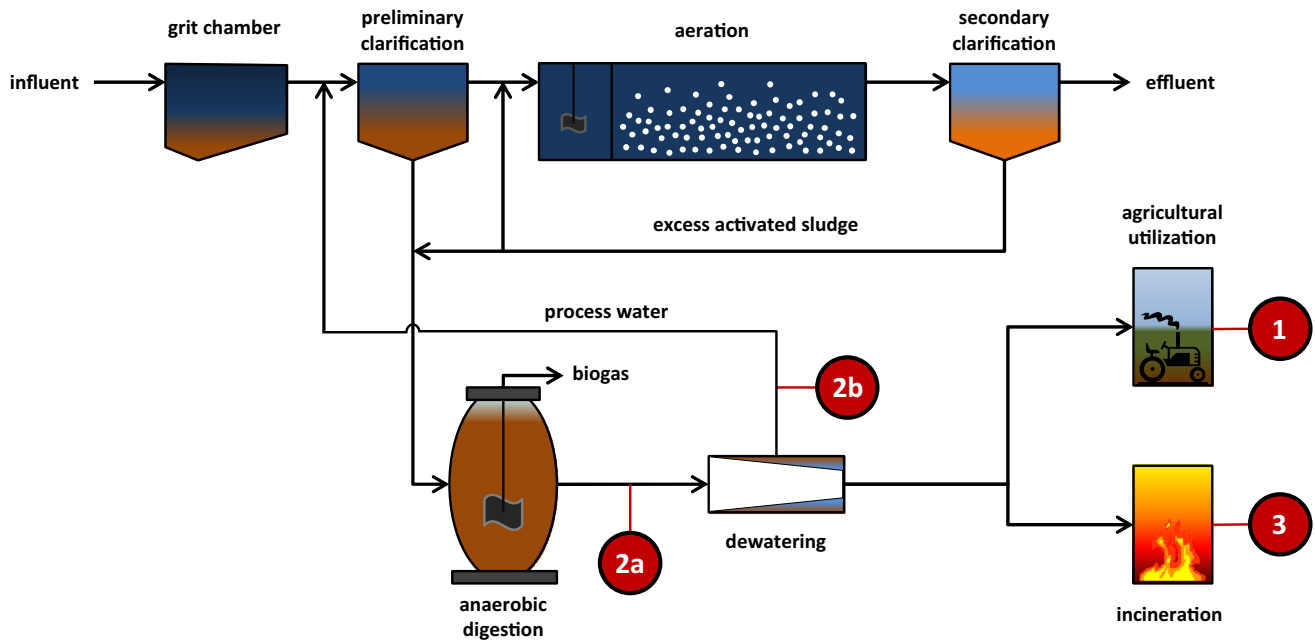 grit chamber
preliminary
clarification
aeration
secondary
clarification
influent
effluent
excess activated sludge
agricultural
utilization
process water
1
biogas
2b
dewatering
2a
3
anaerobic
digestion
incineration